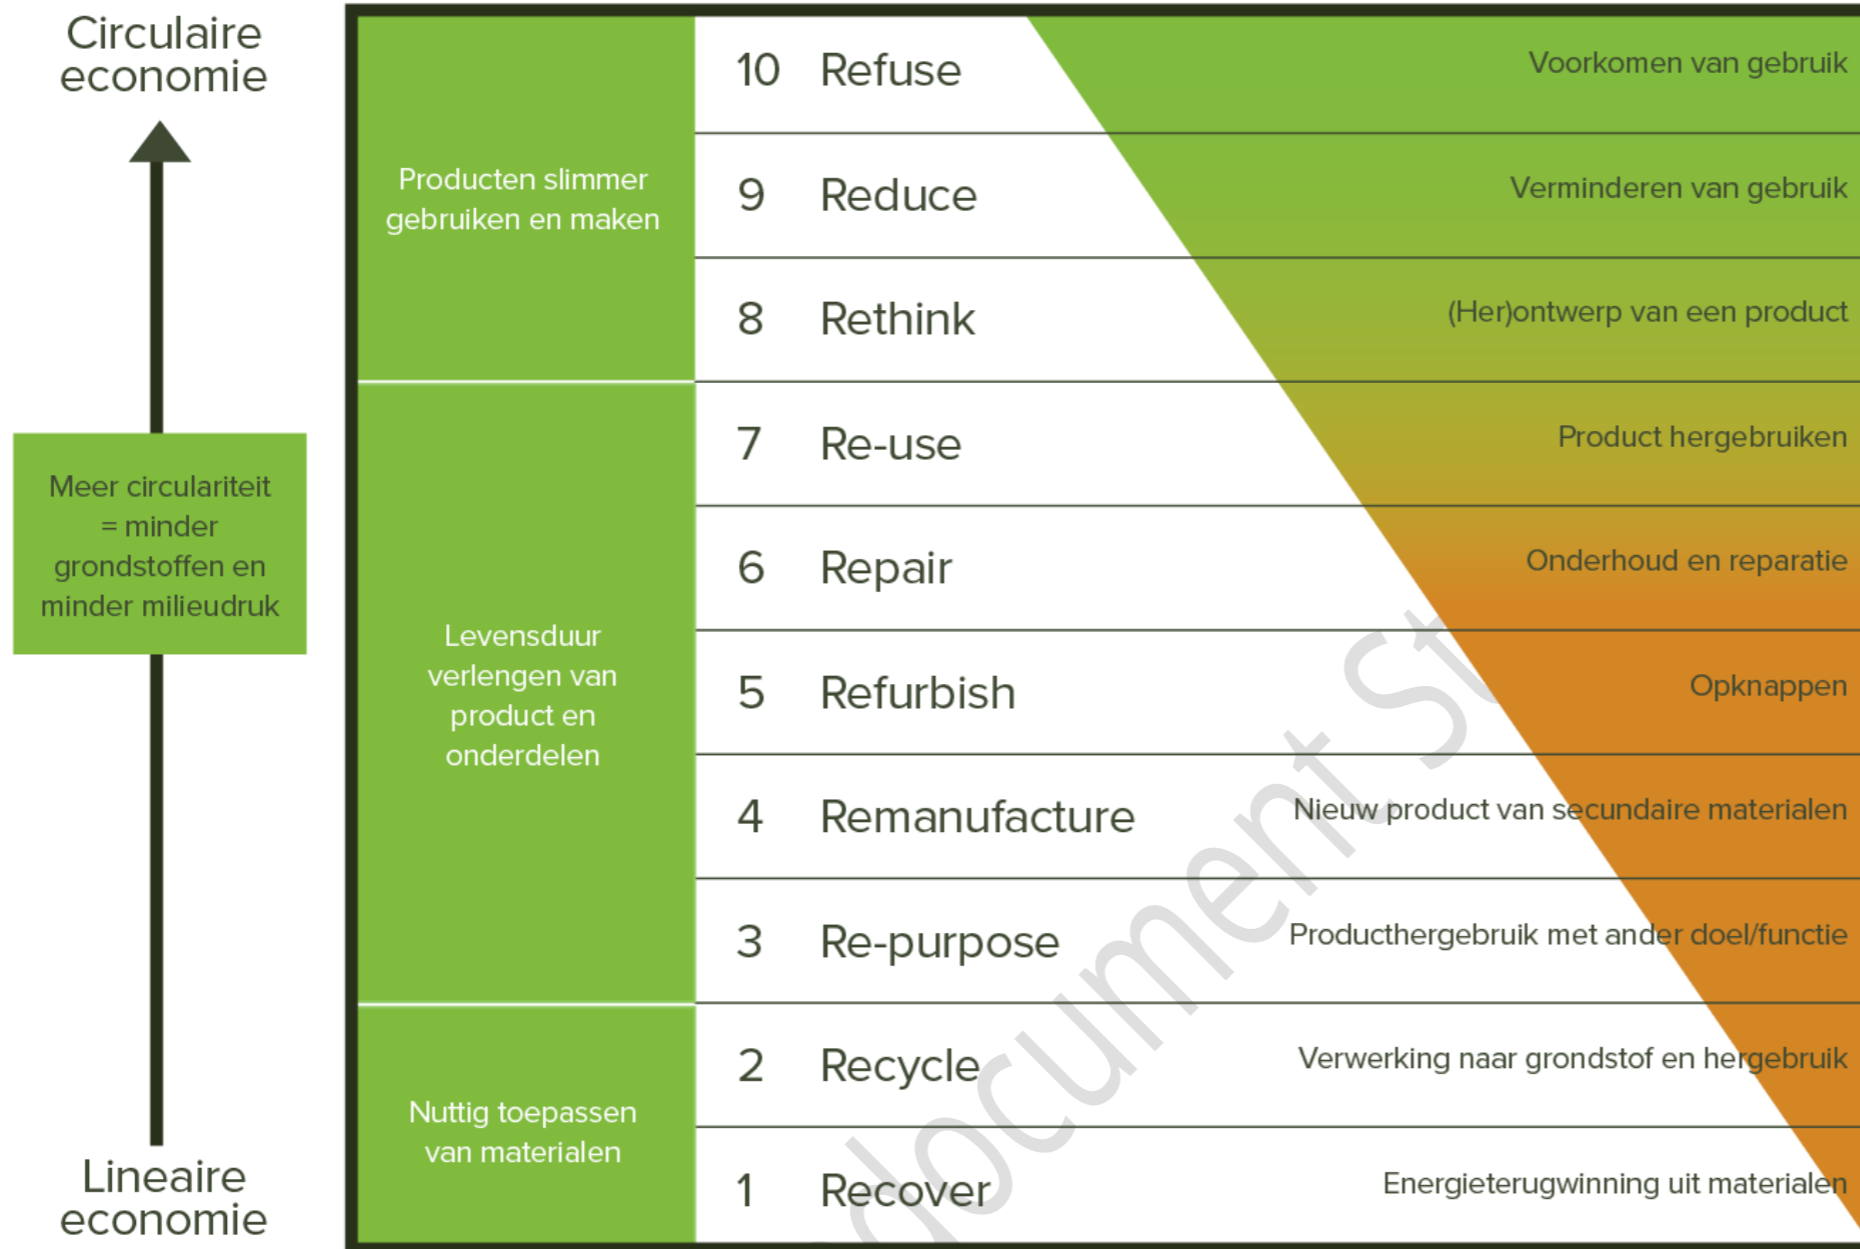 Circulaire
economie
Meer circulariteit
= minder
grondstoffen en
minder milieudruk
Lineaire
economie
Producten slimmer
gebruiken en maken
10 Refuse Voorkomen van gebruik
9 Reduce Verminderen van gebruik
8 Rethink (Her)ontwerp van een product
Levensduur
verlengen van
product en
onderdelen
7 Re-use Product hergebruiken
6 Repair Onderhoud en reparatie
5 Refurbish Opknappen
4 Remanufacture Nieuw product van secundaire materialen
3 Re-purpose Producthergebruik met ander doel/functie
Nuttig toepassen
van materialen
2 Recycle Verwerking naar grondstof en hergebruik
1 Recover Energieterugwinning uit materialen
document